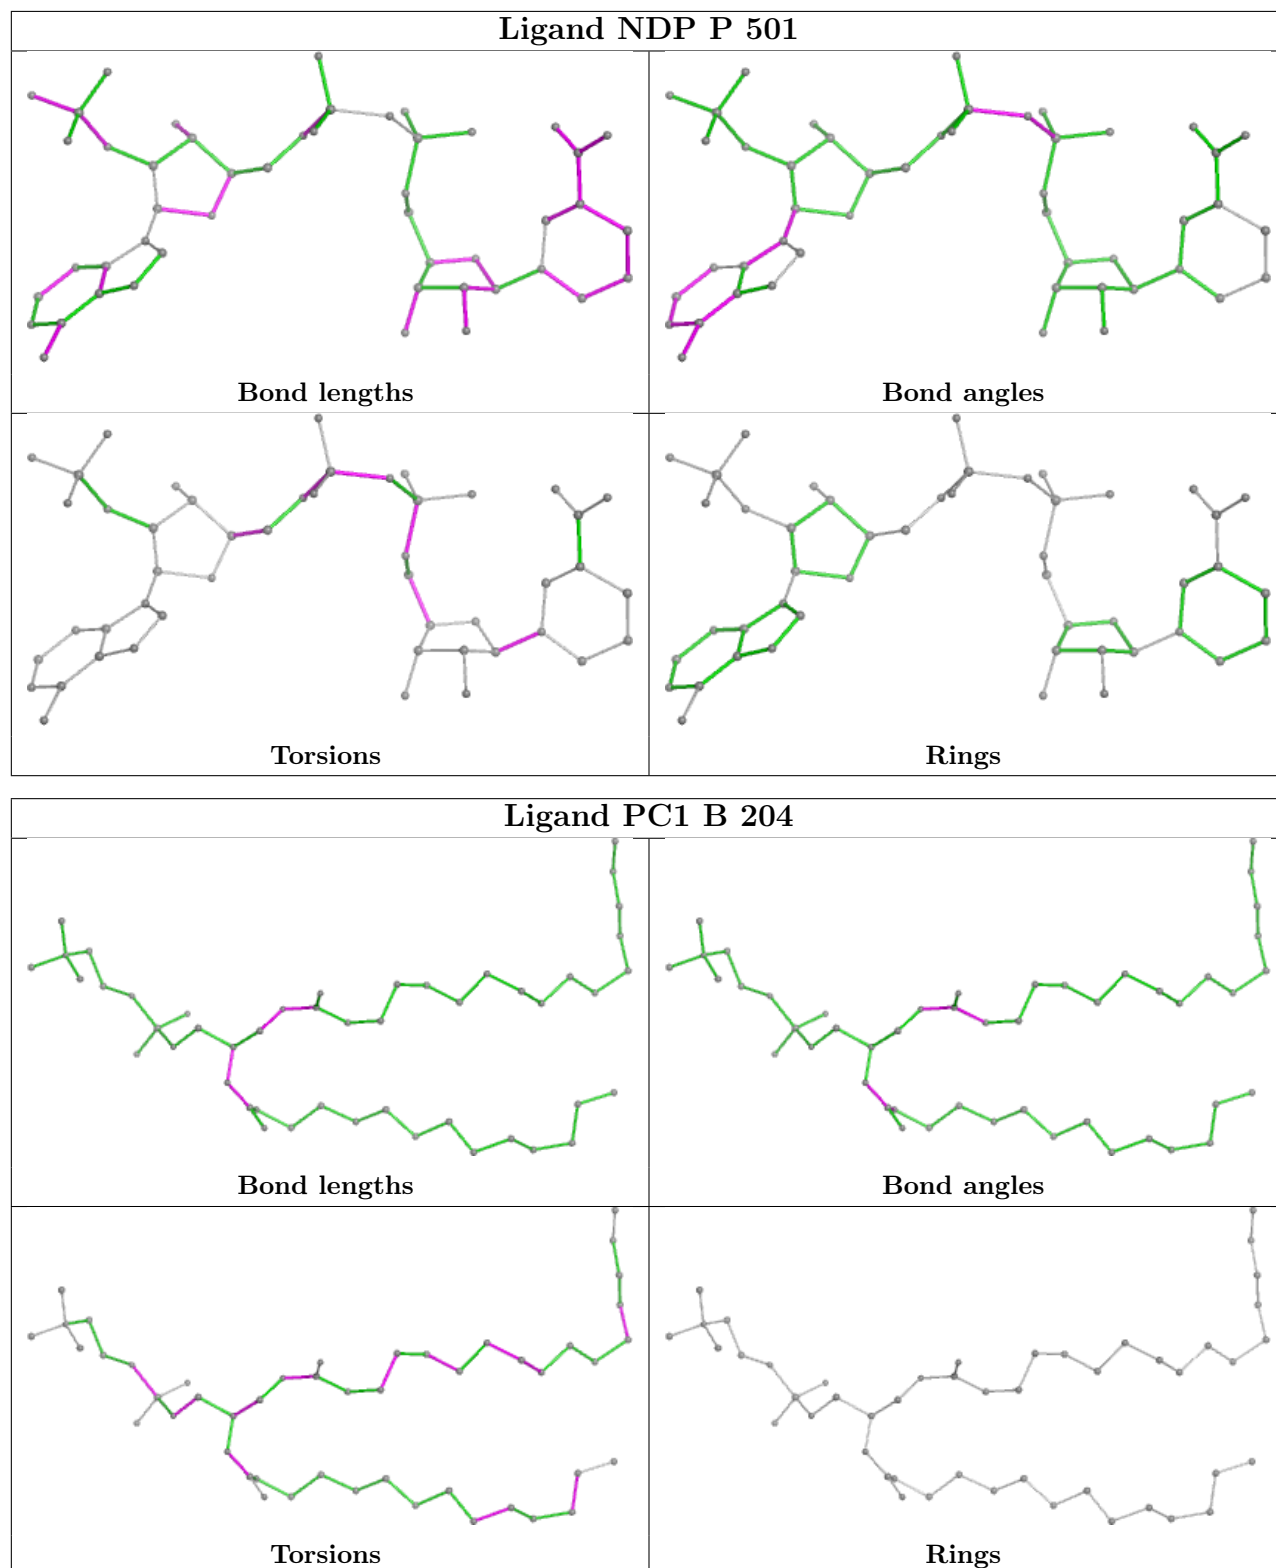 Ligand NDP P 501
Bond lengths
Bond angles
Torsions
Rings
Ligand PC1 B 204
Bond lengths
Bond angles
Torsions
Rings